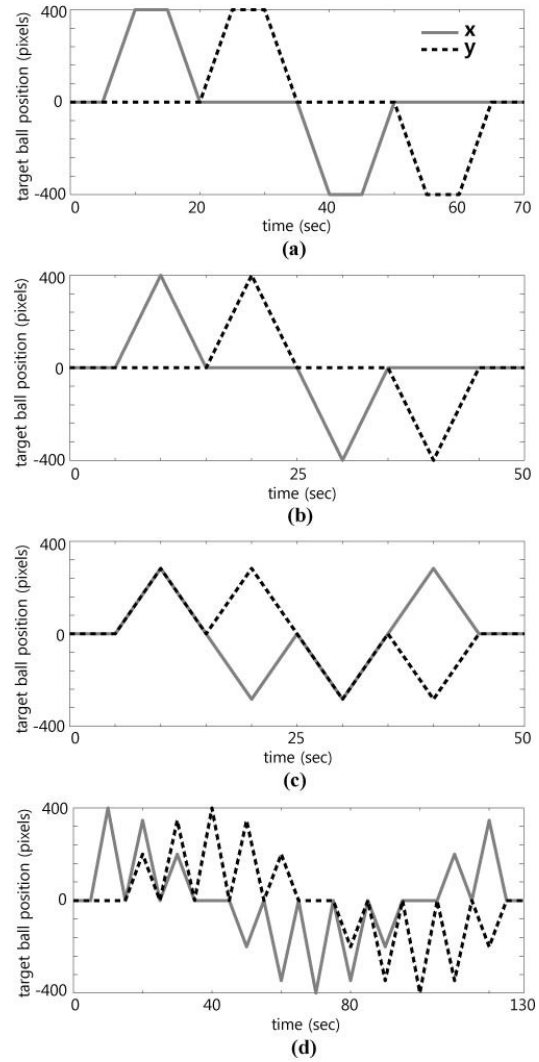 400
0
-400
target ball position (pixels)
x
y
0 20 40 60 70
time (sec)
(a)
400
0
-400
target ball position (pixels)
0 25 50
time (sec)
(b)
400
0
-400
target ball position (pixels)
0 25 50
time (sec)
(c)
400
0
-400
target ball position (pixels)
0 40 80 130
time (sec)
(d)